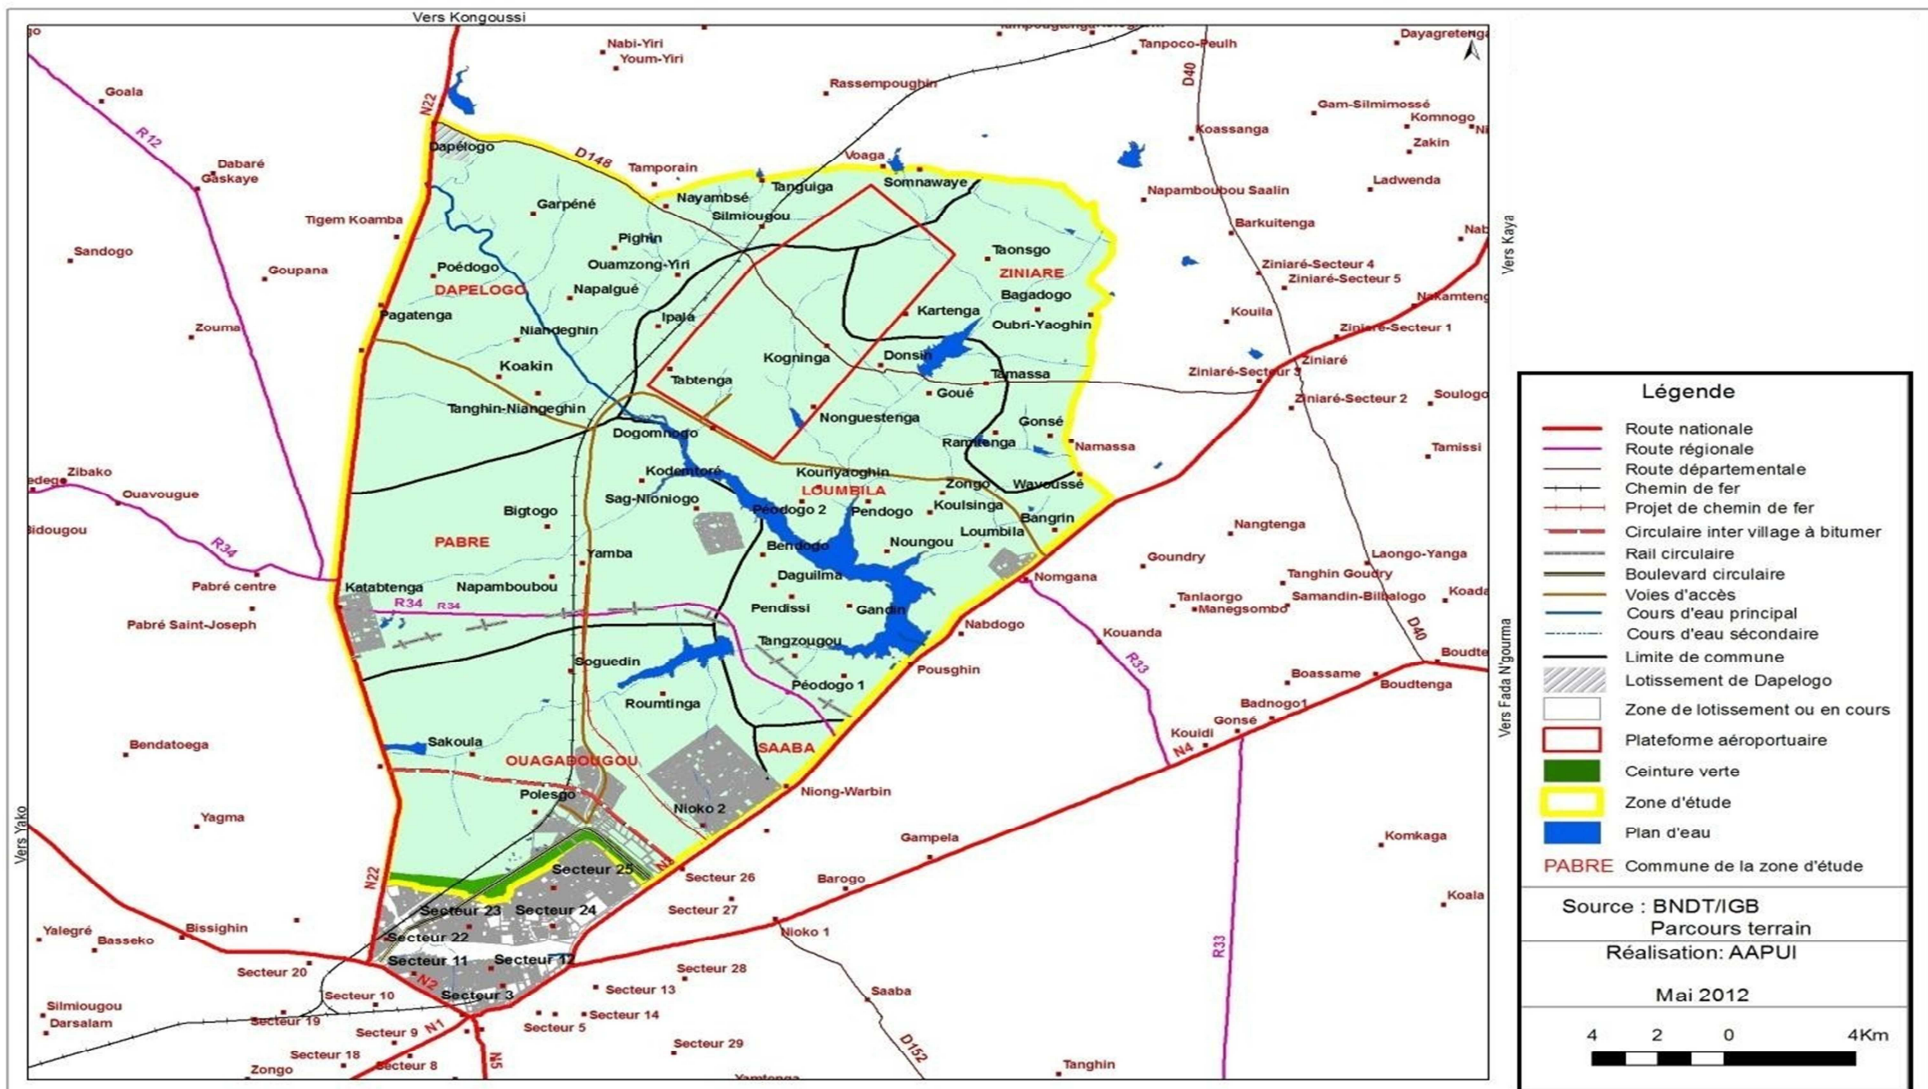 Vers Kongoussi
Nabi-Yiri
Youm-Yiri
Tanpoco-Peulh
Goala
N22
Rassempoughin
D40
Gam-Silmimossé
Komnogo
R12
Koassanga
Zakin
Dapélogo
D148
Voaga
Dabaré
Gaskaye
Tamporain
Tanguiga
Somnawaye
Ladwenda
Napamboubou Saalin
Garpéné
Nayambsé
Silmiougou
Tigem Koamba
Barkuitenga
Vers Kaya
Sandogo
Pighin
Taonsgo
Goupana
Poédogo
Ouamzong-Yiri
ZINIARE
Ziniaré-Secteur 4
Ziniaré-Secteur 5
DAPELOGO
Napalgué
Bagadogo
Pagatenga
Ipala
Kartenga
Kouila
Oubri-Yaoghin
Zouma
Niandeghin
Ziniaré-Secteur 1
Kogninga
Donsin
Koakin
Tabtenga
Tamassa
Ziniaré
Ziniaré-Secteur 3
Goué
Soulogo
Tanghin-Niangeghin
Ziniaré-Secteur 2
Nonguestenga
Gonsé
Dogomnogo
Ramtenga
Namassa
Tamissi
Zibako
Kodemtoré
Kouriyaoghin
Ouavougue
Sag-Nioniogo
LOUMBILA
Zongo
Wavoussé
Bigtogo
Péodogo 2
Pendogo
Koulsinga
Bangrin
Nangtenga
R34
PABRE
Bendogo
Noungou
Loumbila
Yamba
Goundry
Laongo-Yanga
Pabré centre
Katabtenga
Napamboubou
Daguilma
Nomgana
Tanghin Goudry
R34
R34
Pendissi
Gandin
Tanlaorgo
Samandin-Bilbalogo
Manegsombo
Pabré Saint-Joseph
Nabdogo
Kouanda
D40
Tangzougou
R33
Soguedin
Pousghin
Péodogo 1
Boassame
Boudtenga
Vers Fada N'gourma
Roumtinga
Badnogo1
Gonsé
Kouidi
Bendatoega
Sakoula
SAABA
N4
OUAGADOUGOU
Polesgo
Niong-Warbin
Yagma
Nioko 2
Gampela
Komkaga
Vers Yako
N22
Secteur 25
N3
Secteur 26
Barogo
Koala
Secteur 23
Secteur 24
Secteur 27
Yalegré
Basseko
Bissighin
Secteur 22
Nioko 1
R33
Secteur 20
Secteur 11
Secteur 12
Secteur 28
N2
Secteur 10
Secteur 3
Secteur 13
Saaba
Silmiougou
Darsalam
Secteur 19
Secteur 9
N1
Secteur 5
Secteur 14
Secteur 18
Secteur 8
N5
Secteur 29
D152
Zongo
Tanghin
Légende
Route nationale
Route régionale
Route départementale
Chemin de fer
Projet de chemin de fer
Circulaire inter village à bitumer
Rail circulaire
Boulevard circulaire
Voies d'accès
Cours d'eau principal
Cours d'eau sécondaire
Limite de commune
Lotissement de Dapelogo
Zone de lotissement ou en cours
Plateforme aéroportuaire
Ceinture verte
Zone d'étude
Plan d'eau
PABRE Commune de la zone d'étude
Source : BNDT/IGB
Parcours terrain
Réalisation: AAPUI
Mai 2012
4 2 0 4Km